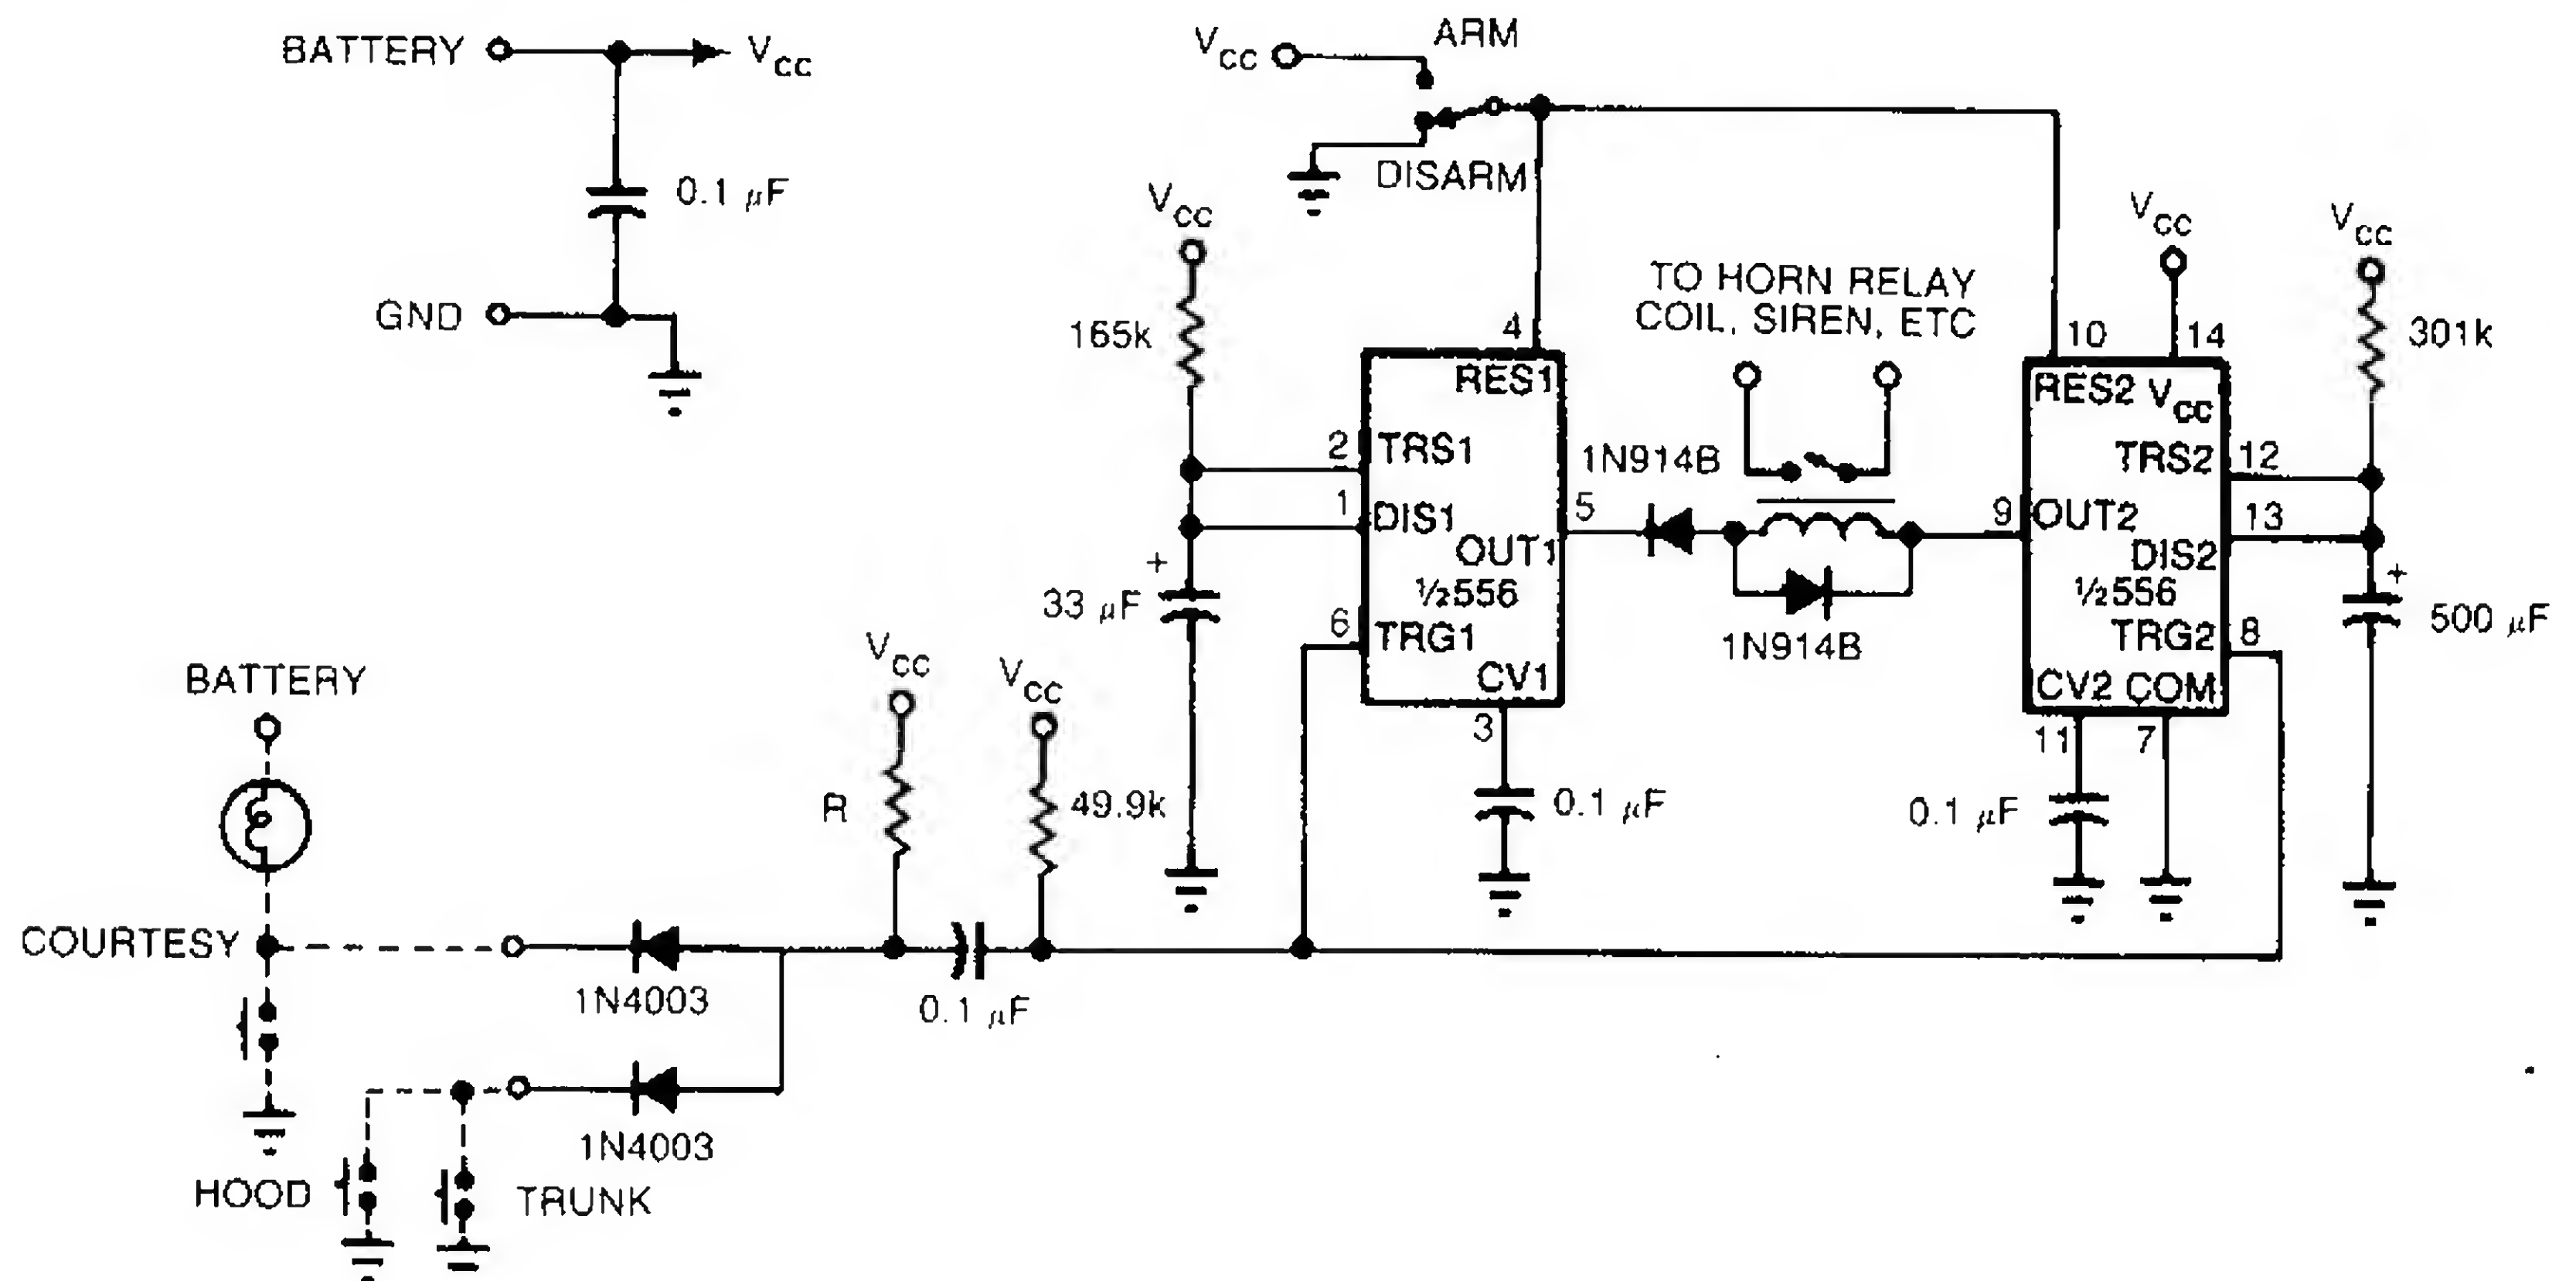 BATTERY
Vcc
0.1 µF
GND
Vcc
ARM
DISARM
Vcc
165k
2
TRS1
1
DIS1
+
33 µF
6
TRG1
4
RES1
5
OUT1
½556
CV1
3
0.1 µF
TO HORN RELAY
COIL, SIREN, ETC
1N914B
1N914B
Vcc
10
14
RES2 Vcc
TRS2
12
9
OUT2
13
DIS2
½556
TRG2
8
CV2 COM
11
7
0.1 µF
Vcc
301k
+
500 µF
BATTERY
COURTESY
1N4003
1N4003
HOOD
TRUNK
Vcc
R
Vcc
49.9k
0.1 µF